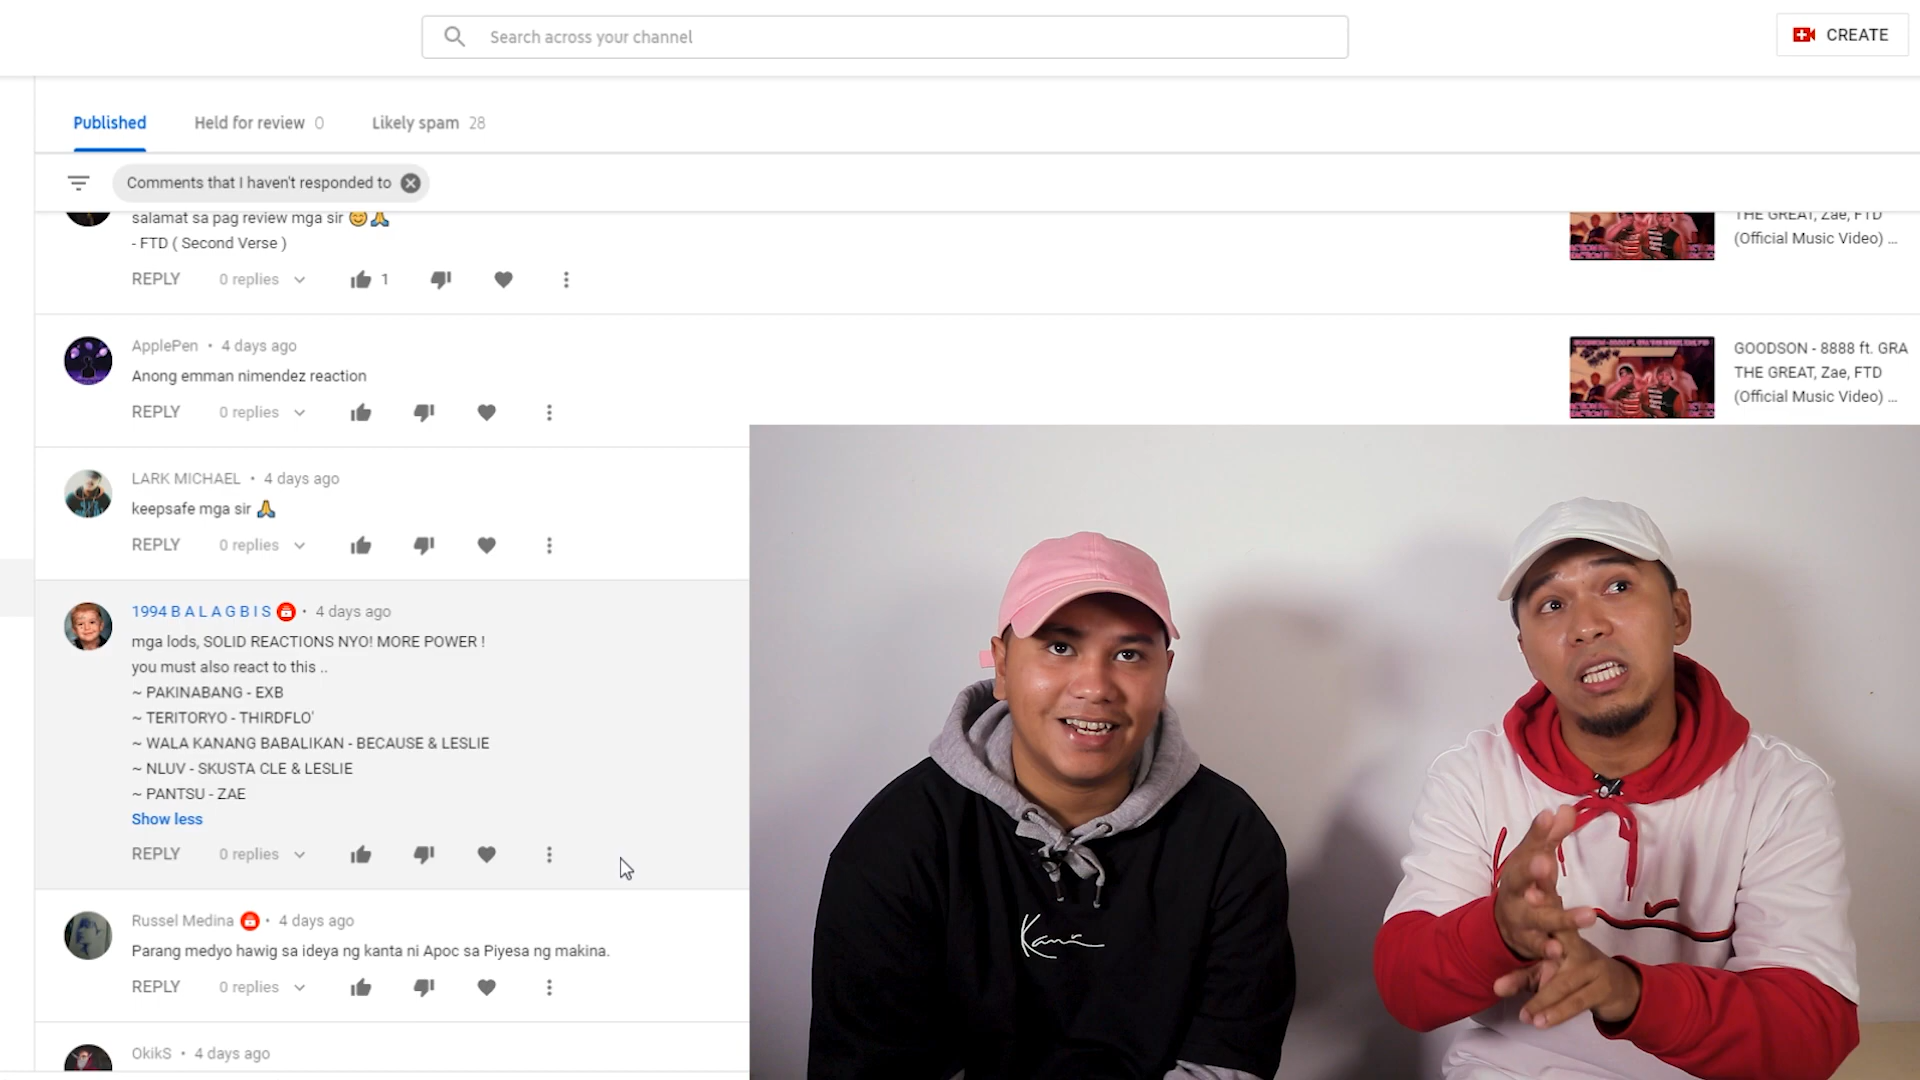 Search across your channel
CREATE
Published
Held for review 0
Likely spam 28
Comments that I haven't responded to
salamat sa pag review mga sir 😊🙏
- FTD ( Second Verse )
REPLY 0 replies 1
THE GREAT, Zae, FTD
(Official Music Video) ...
ApplePen • 4 days ago
Anong emman nimendez reaction
REPLY 0 replies
GOODSON - 8888 ft. GRA
THE GREAT, Zae, FTD
(Official Music Video) ...
LARK MICHAEL • 4 days ago
keepsafe mga sir 🙏
REPLY 0 replies
1994 B A L A G B I S • 4 days ago
mga lods, SOLID REACTIONS NYO! MORE POWER !
you must also react to this ..
~ PAKINABANG - EXB
~ TERITORYO - THIRDFLO'
~ WALA KANANG BABALIKAN - BECAUSE & LESLIE
~ NLUV - SKUSTA CLE & LESLIE
~ PANTSU - ZAE
Show less
REPLY 0 replies
Russel Medina • 4 days ago
Parang medyo hawig sa ideya ng kanta ni Apoc sa Piyesa ng makina.
REPLY 0 replies
OkikS • 4 days ago